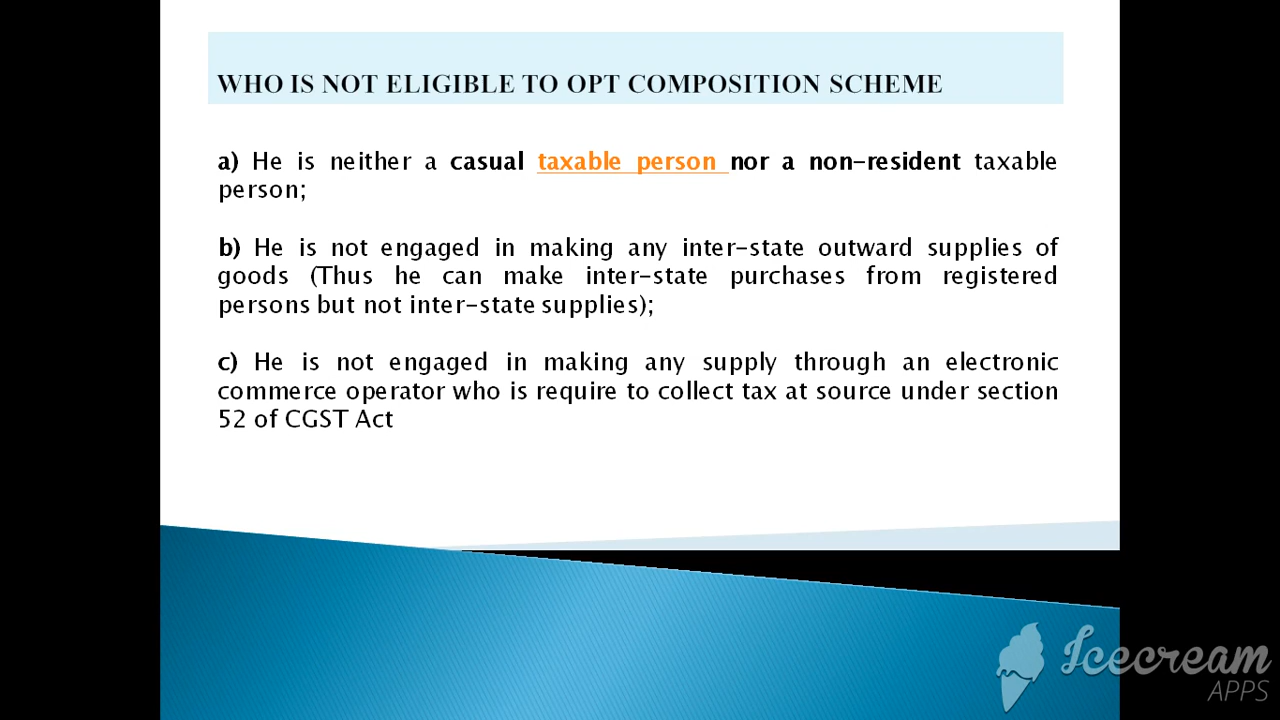 WHO IS NOT ELIGIBLE TO OPT COMPOSITION SCHEME
a) He is neither a casual taxable person nor a non-resident taxable
person;
b) He is not engaged in making any inter-state outward supplies of
goods (Thus he can make inter-state purchases from registered
persons but not inter-state supplies);
c) He is not engaged in making any supply through an electronic
commerce operator who is require to collect tax at source under section
52 of CGST Act
Icecream
APPS